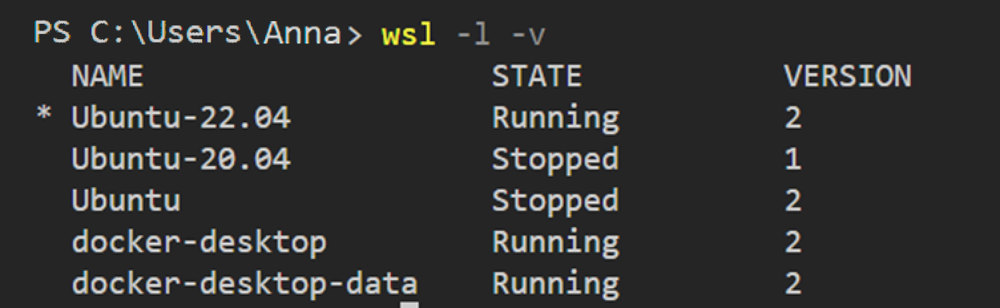 PS C:\Users\Anna> wsl -l -v
  NAME                   STATE           VERSION
* Ubuntu-22.04           Running         2
  Ubuntu-20.04           Stopped         1
  Ubuntu                 Stopped         2
  docker-desktop         Running         2
  docker-desktop-data    Running         2